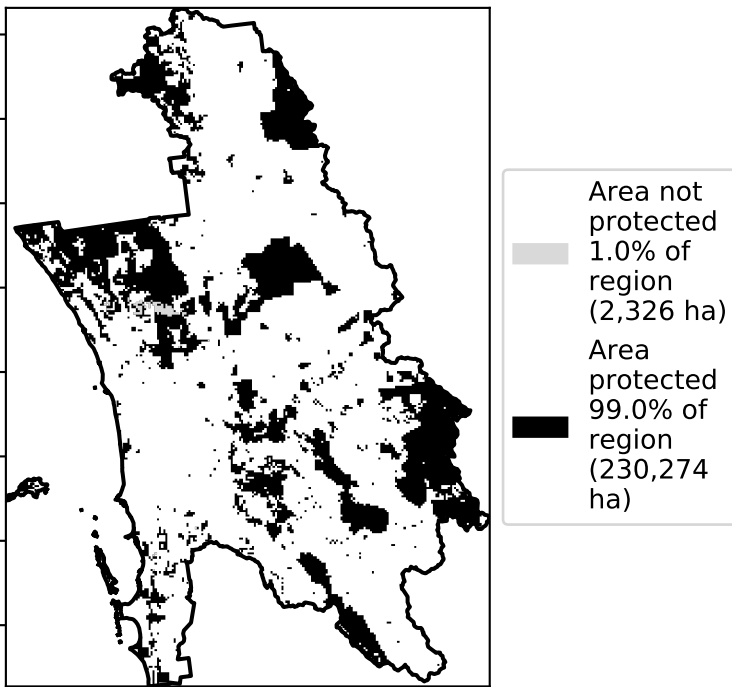 Area not
protected
1.0% of
region
(2,326 ha)
Area
protected
99.0% of
region
(230,274
ha)